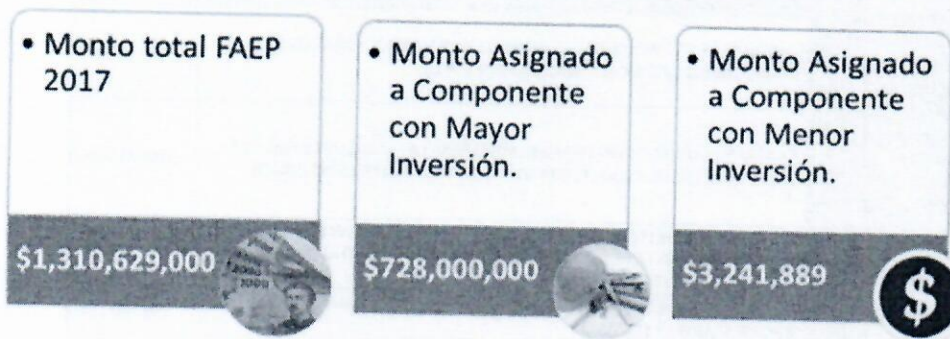 • Monto total FAEP
2017
$1,310,629,000
• Monto Asignado
a Componente
con Mayor
Inversión.
$728,000,000
• Monto Asignado
a Componente
con Menor
Inversión.
$3,241,889
$